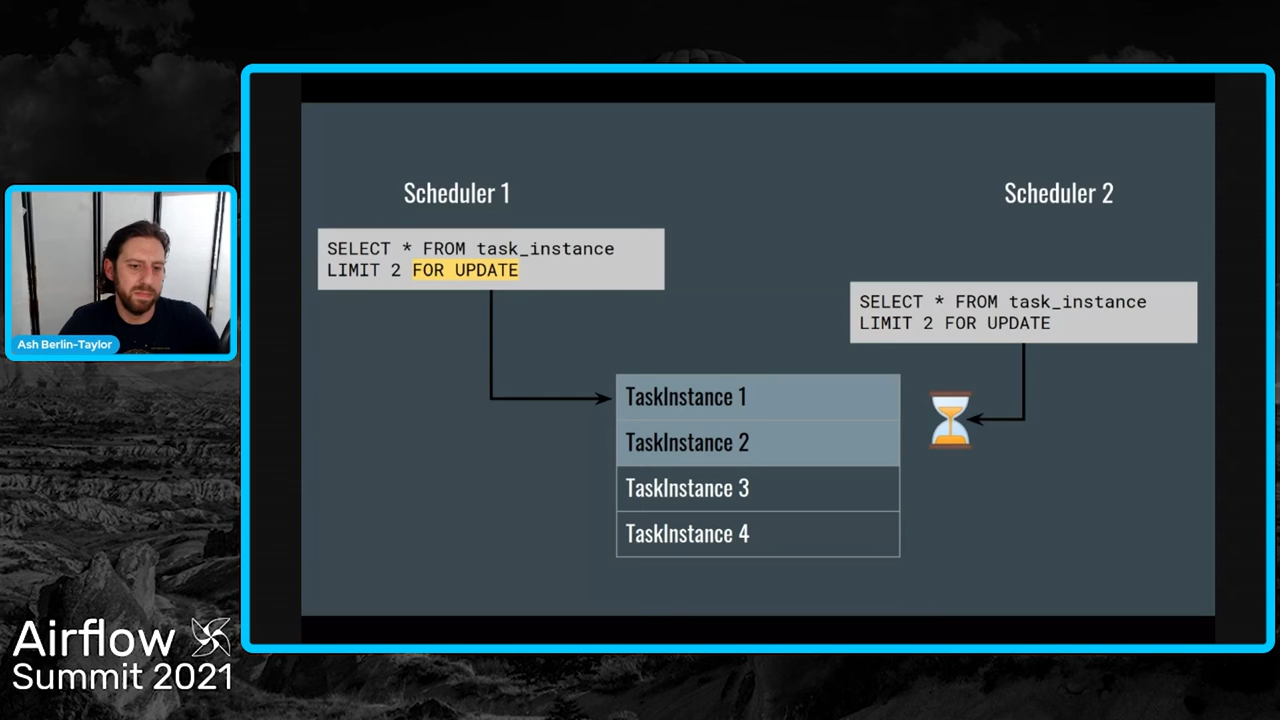 Scheduler 1
Scheduler 2
SELECT * FROM task_instance
LIMIT 2 FOR UPDATE
SELECT * FROM task_instance
LIMIT 2 FOR UPDATE
TaskInstance 1
TaskInstance 2
TaskInstance 3
TaskInstance 4
Ash Berlin-Taylor
Airflow
Summit 2021